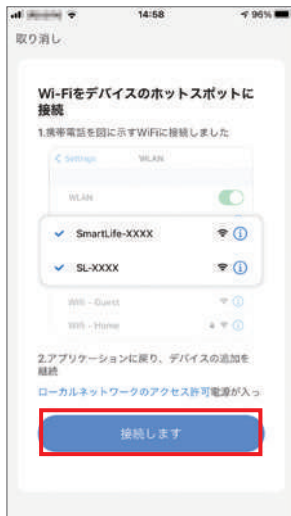 14:58
96%
取り消し
Wi-Fiをデバイスのホットスポットに
接続
1.携帯電話を図に示すWiFiに接続しました
Settings
WLAN
WLAN
SmartLife-XXXX
SL-XXXX
Wifi - Guest
Wifi - Home
2.アプリケーションに戻り、デバイスの追加を
継続
ローカルネットワークのアクセス許可電源が入っ
接続します